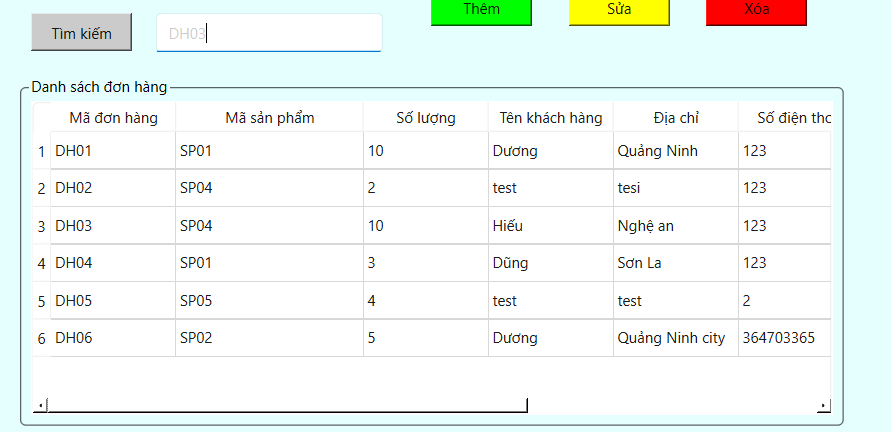 Thêm Sửa Xóa
Tìm kiếm DH03
Danh sách đơn hàng
Mã đơn hàng Mã sản phẩm Số lượng Tên khách hàng Địa chỉ Số điện tho
1 DH01 SP01 10 Dương Quảng Ninh 123
2 DH02 SP04 2 test tesi 123
3 DH03 SP04 10 Hiếu Nghệ an 123
4 DH04 SP01 3 Dũng Sơn La 123
5 DH05 SP05 4 test test 2
6 DH06 SP02 5 Dương Quảng Ninh city 364703365